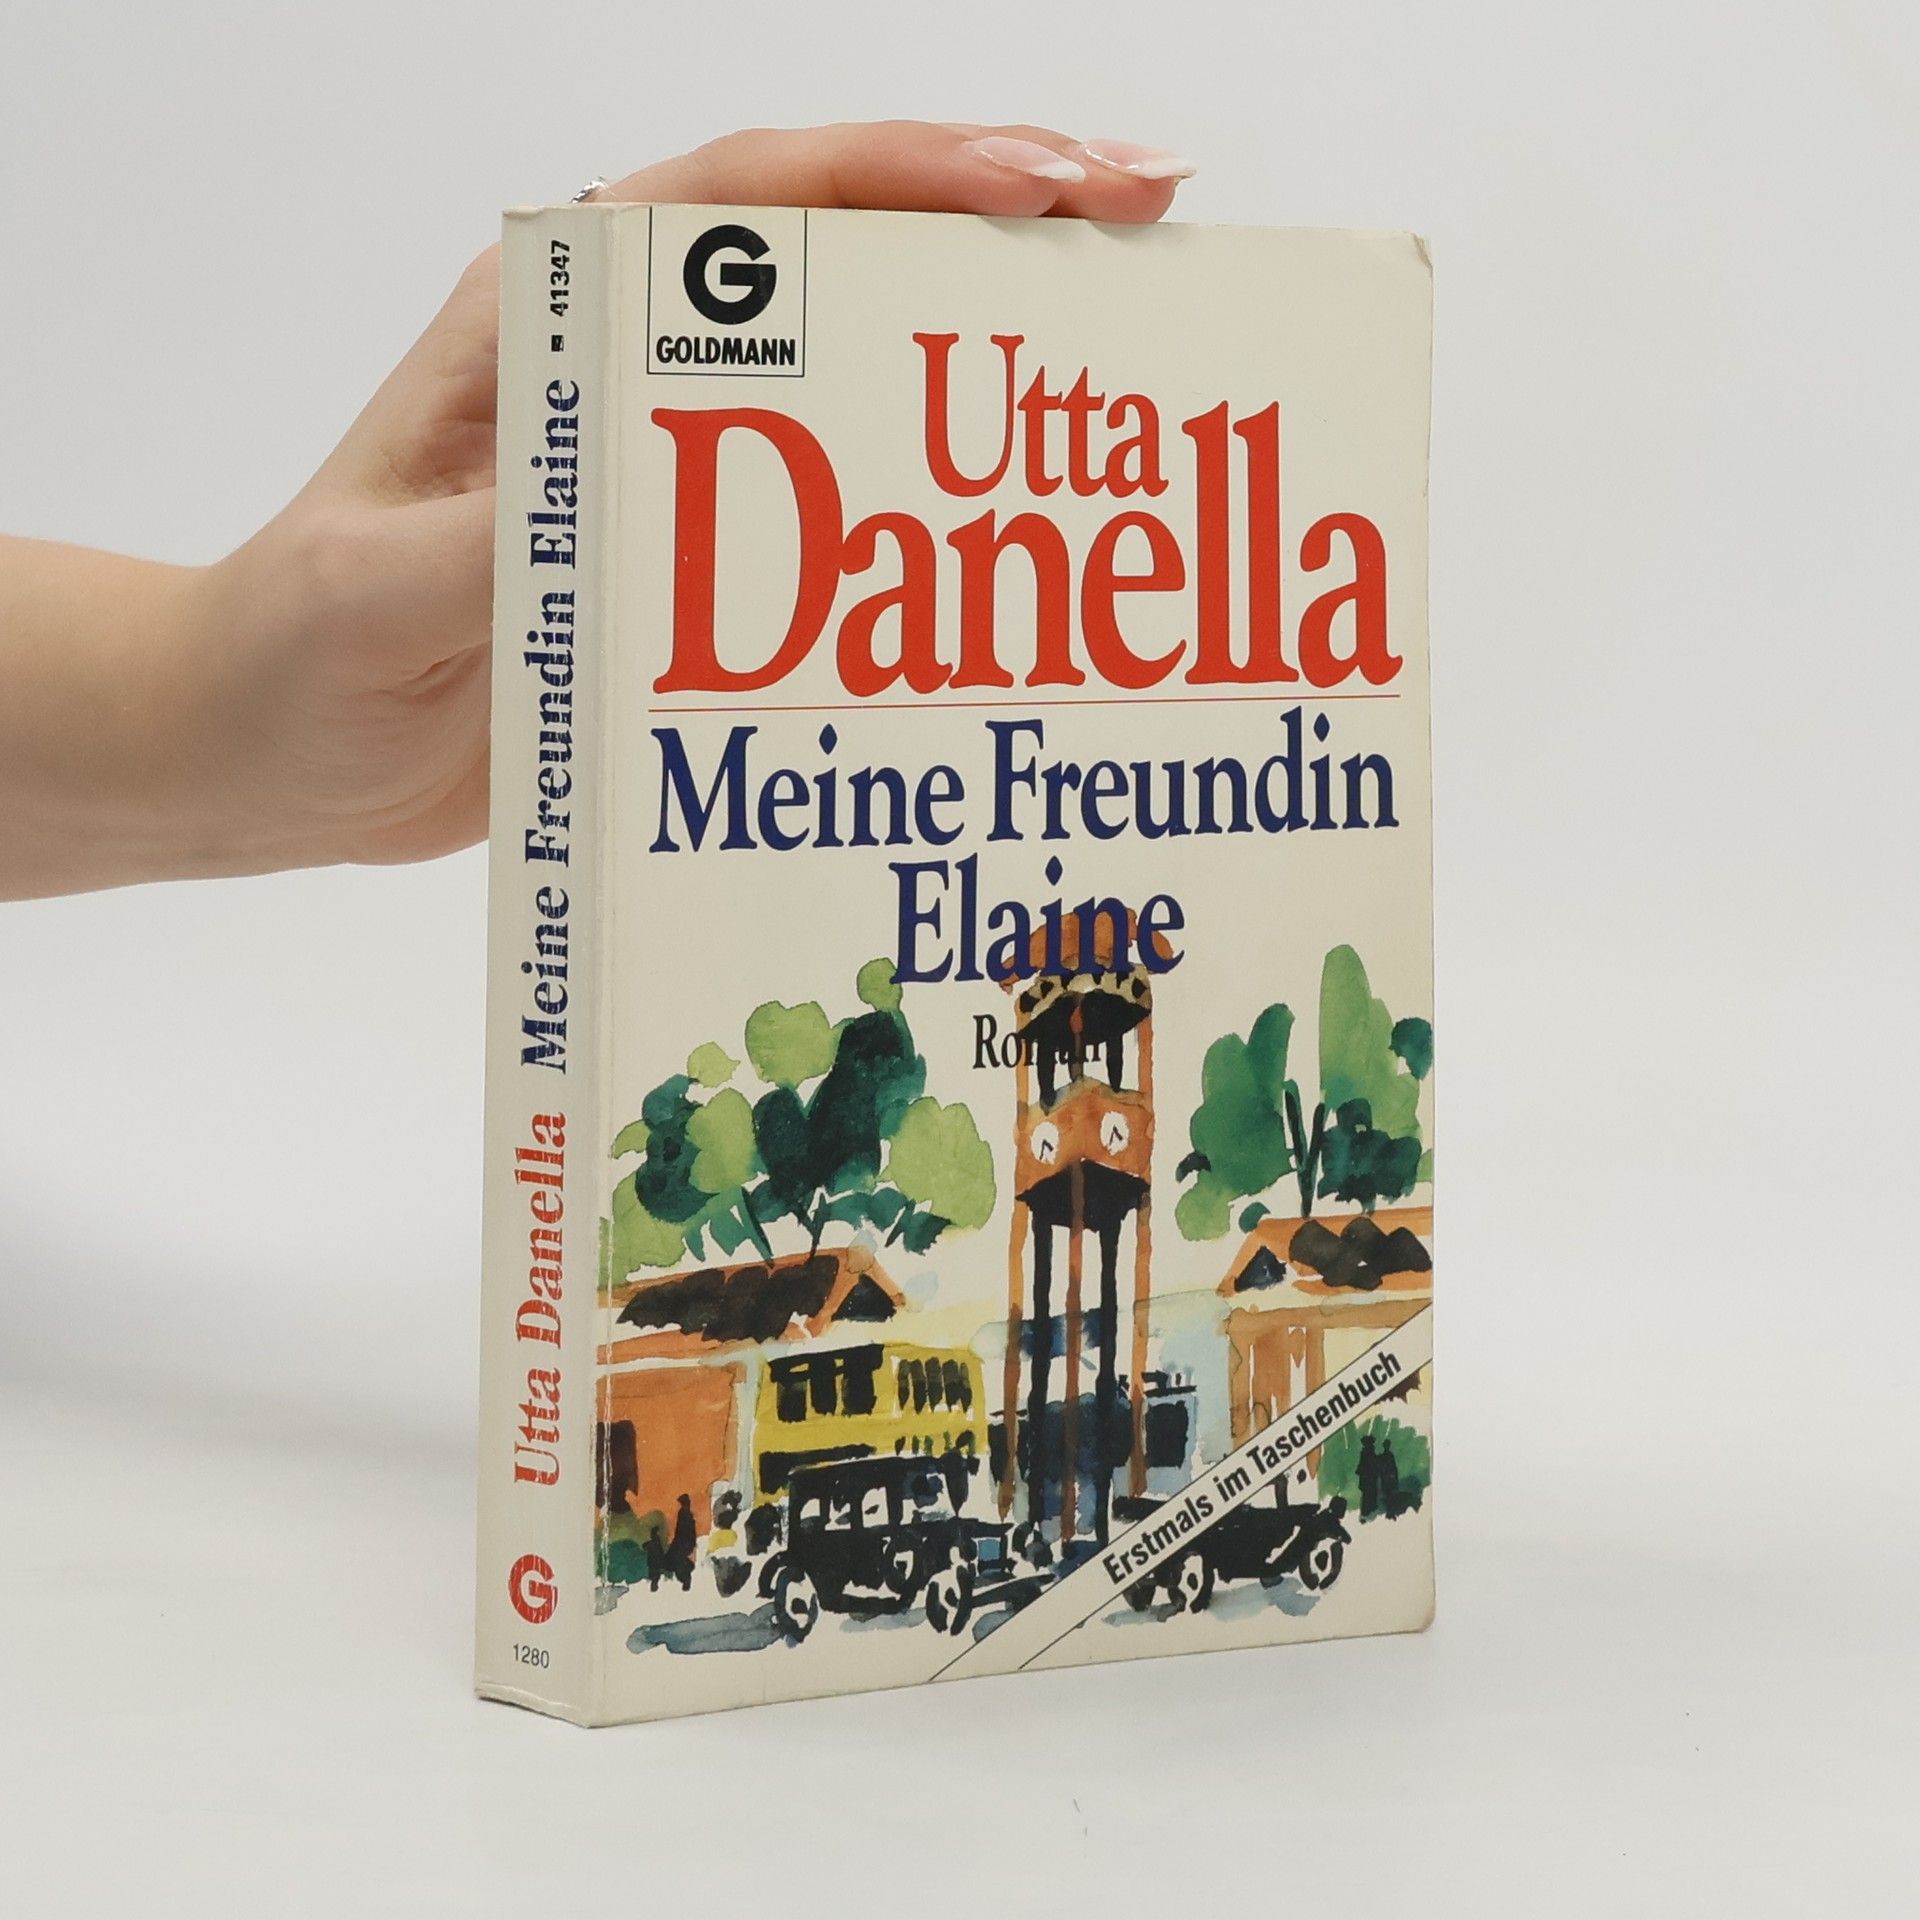 G
GOLDMANN
Utta
Danella
Meine Freundin
Elaine
Roman
Erstmals im Taschenbuch
Utta Danella Meine Freundin Elaine 41347
G
1280